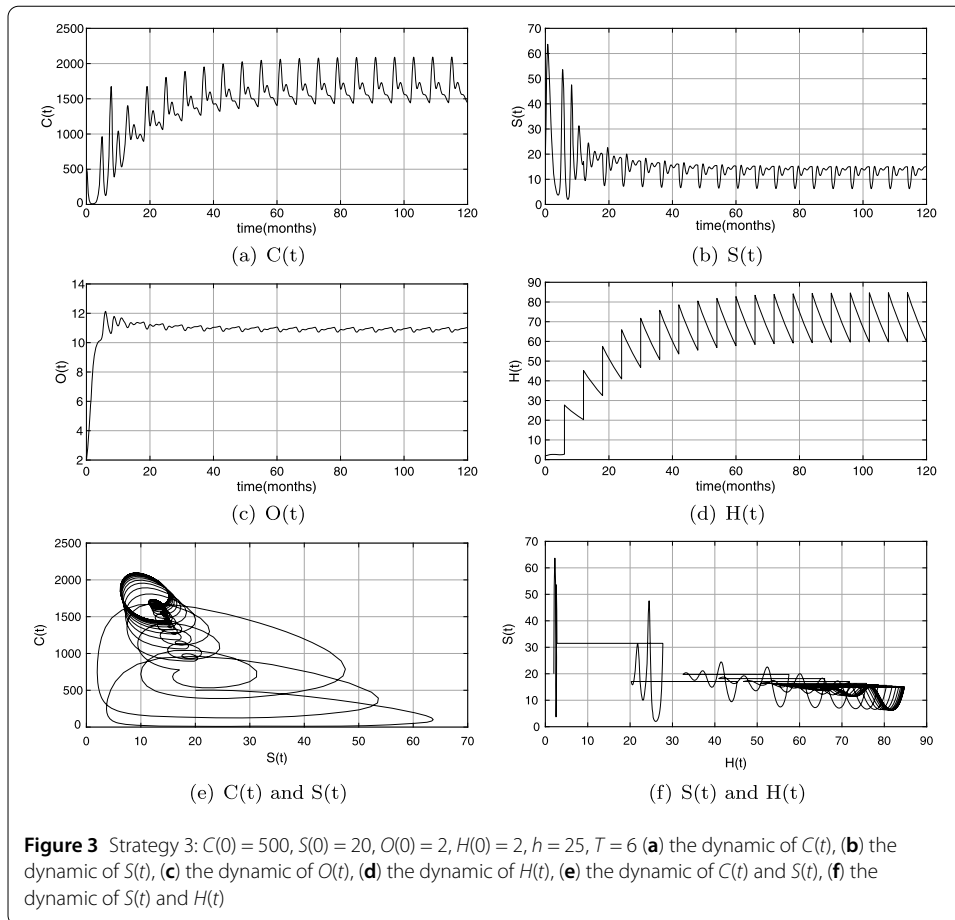 2500
2000
1500
1000
500
0
C(t)
0 20 40 60 80 100 120
time(months)
(a) C(t)
70
60
50
40
30
20
10
0
S(t)
0 20 40 60 80 100 120
time(months)
(b) S(t)
14
12
10
8
6
4
2
O(t)
0 20 40 60 80 100 120
time(months)
(c) O(t)
90
80
70
60
50
40
30
20
10
0
H(t)
0 20 40 60 80 100 120
time(months)
(d) H(t)
2500
2000
1500
1000
500
0
C(t)
0 10 20 30 40 50 60 70
S(t)
(e) C(t) and S(t)
70
60
50
40
30
20
10
0
S(t)
0 10 20 30 40 50 60 70 80 90
H(t)
(f) S(t) and H(t)
Figure 3 Strategy 3: C(0) = 500, S(0) = 20, O(0) = 2, H(0) = 2, h = 25, T = 6 (a) the dynamic of C(t), (b) the
dynamic of S(t), (c) the dynamic of O(t), (d) the dynamic of H(t), (e) the dynamic of C(t) and S(t), (f) the
dynamic of S(t) and H(t)